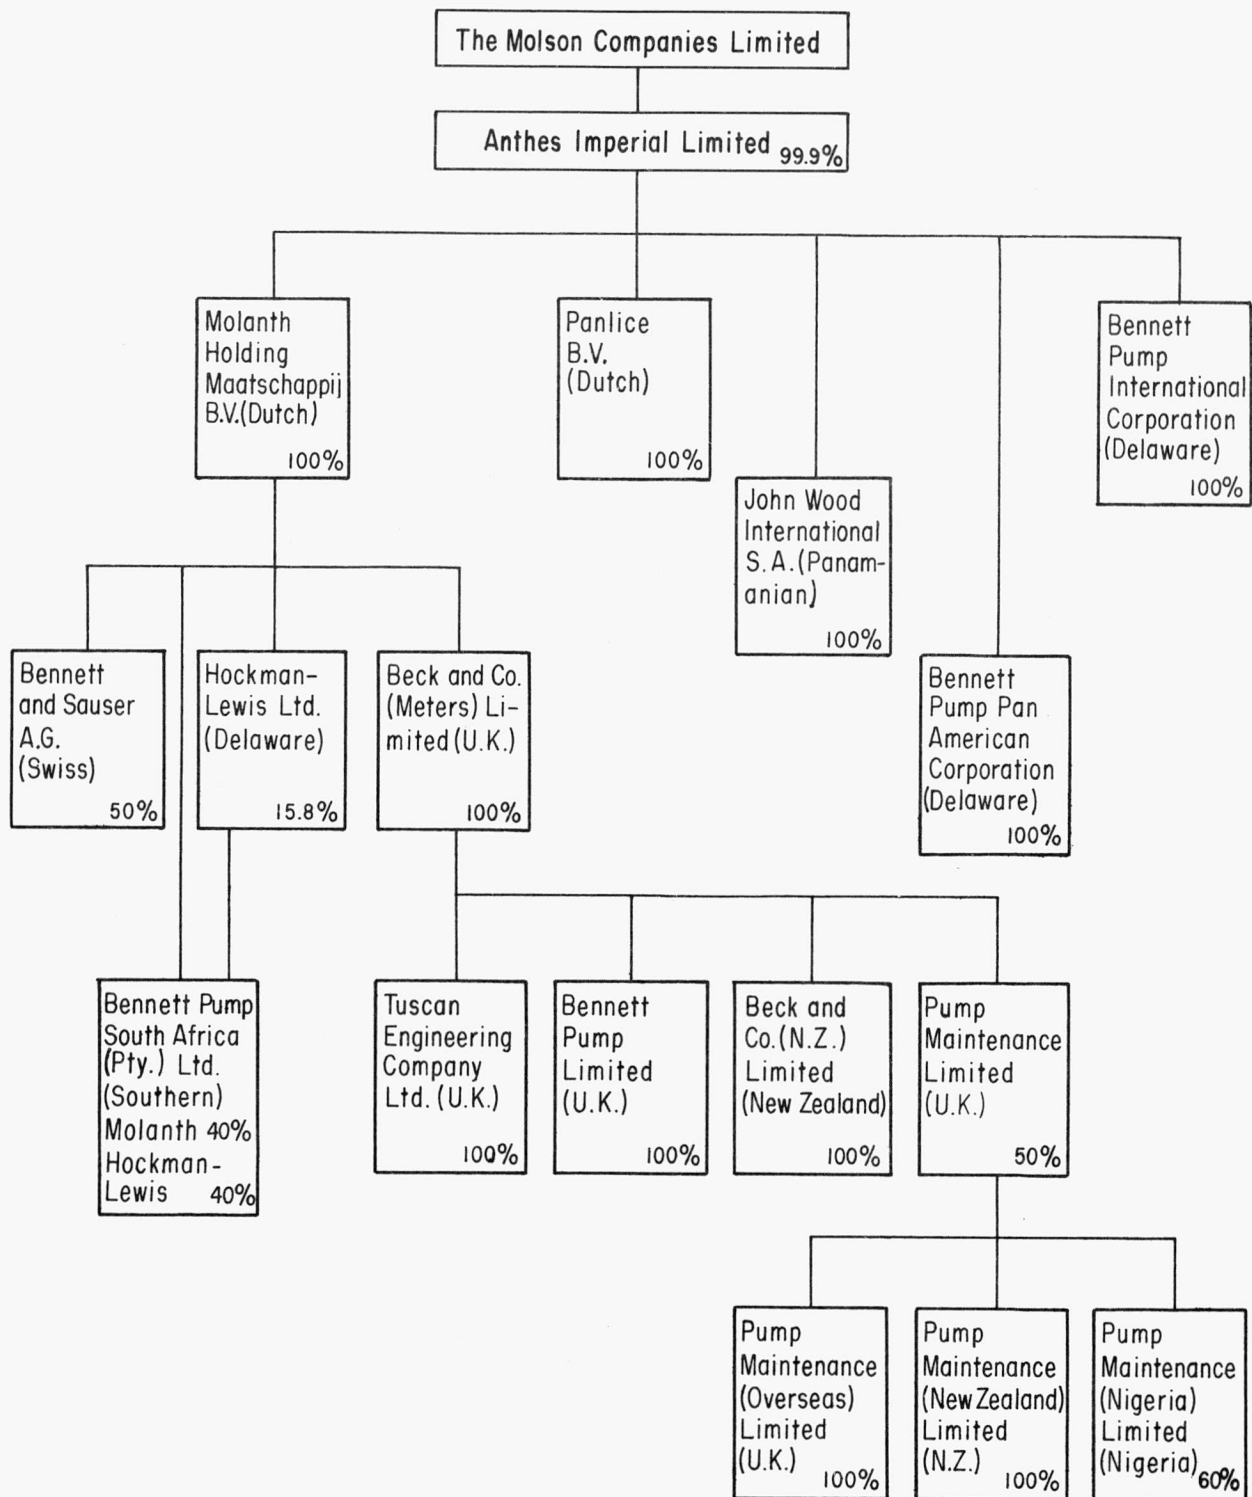 The Molson Companies Limited
Anthes Imperial Limited 99.9%
Molanth
Holding
Maatschappij
B.V.(Dutch)
100%
Panlice
B.V.
(Dutch)
100%
John Wood
International
S.A.(Panam-
anian)
100%
Bennett
Pump Pan
American
Corporation
(Delaware)
100%
Bennett
Pump
International
Corporation
(Delaware)
100%
Bennett
and Sauser
A.G.
(Swiss)
50%
Hockman-
Lewis Ltd.
(Delaware)
15.8%
Beck and Co.
(Meters) Li-
mited (U.K.)
100%
Bennett Pump
South Africa
(Pty.) Ltd.
(Southern)
Molanth 40%
Hockman-
Lewis 40%
Tuscan
Engineering
Company
Ltd. (U.K.)
100%
Bennett
Pump
Limited
(U.K.)
100%
Beck and
Co.(N.Z.)
Limited
(New Zealand)
100%
Pump
Maintenance
Limited
(U.K.)
50%
Pump
Maintenance
(Overseas)
Limited
(U.K.)
100%
Pump
Maintenance
(New Zealand)
Limited
(N.Z.)
100%
Pump
Maintenance
(Nigeria)
Limited
(Nigeria)
60%